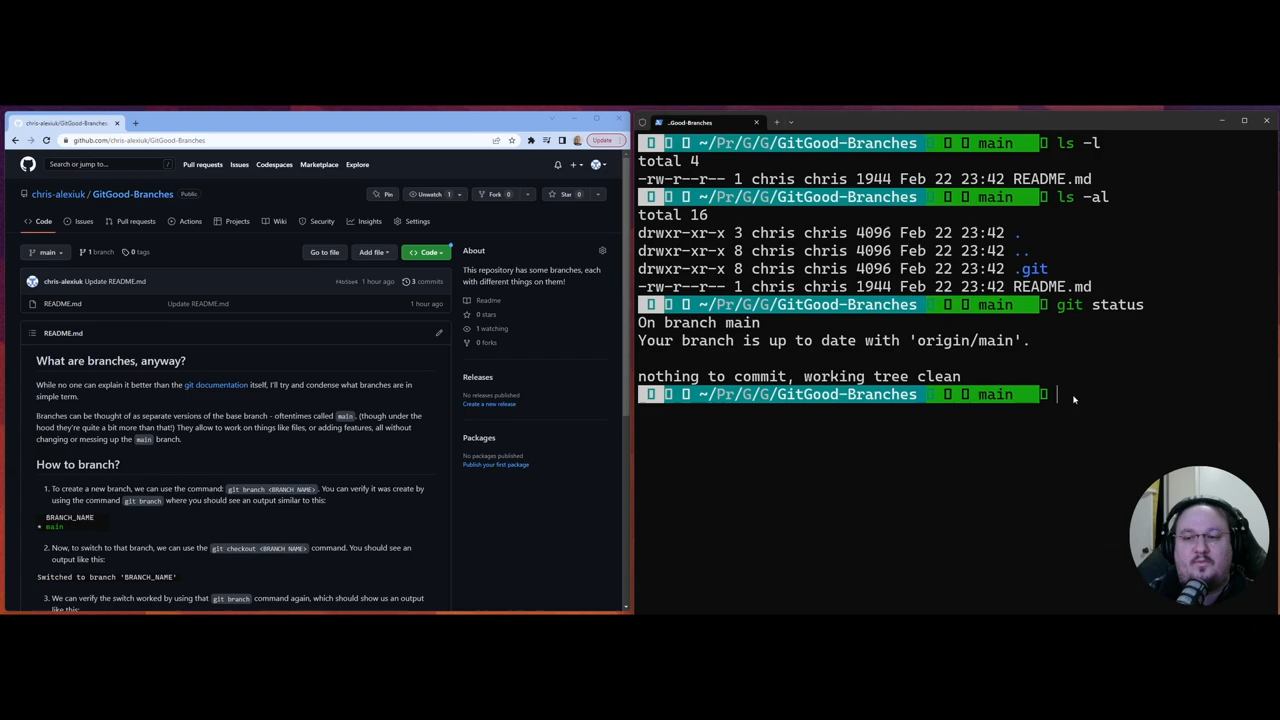 chris-alexiuk/GitGood-Branches
github.com/chris-alexiuk/GitGood-Branches
Update
Search or jump to...
/
Pull requests
Issues
Codespaces
Marketplace
Explore
chris-alexiuk / GitGood-Branches
Public
Pin
Unwatch 1
Fork 0
Star 0
Code
Issues
Pull requests
Actions
Projects
Wiki
Security
Insights
Settings
main
1 branch
0 tags
Go to file
Add file
Code
chris-alexiuk Update README.md
1 hour ago
3 commits
README.md
Update README.md
1 hour ago
README.md
What are branches, anyway?
While no one can explain it better than the git documentation itself, I'll try and condense what branches are in
simple term.
Branches can be thought of as separate versions of the base branch - oftentimes called main. (though under the
hood they're quite a bit more than that!) They allow to work on things like files, or adding features, all without
changing or messing up the main branch.
How to branch?
1. To create a new branch, we can use the command: git branch <BRANCH_NAME>. You can verify it was create by
using the command git branch where you should see an output similar to this:
BRANCH_NAME
* main
2. Now, to switch to that branch, we can use the git checkout <BRANCH NAME> command. You should see an
output like this:
Switched to branch 'BRANCH_NAME'
3. We can verify the switch worked by using that git branch command again, which should show us an output
like this:
About
This repository has some branches, each
with different things on them!
Readme
0 stars
1 watching
0 forks
Releases
No releases published
Create a new release
Packages
No packages published
Publish your first package
..Good-Branches
~/Pr/G/G/GitGood-Branches main ls -l
total 4
-rw-r--r-- 1 chris chris 1944 Feb 22 23:42 README.md
~/Pr/G/G/GitGood-Branches main ls -al
total 16
drwxr-xr-x 3 chris chris 4096 Feb 22 23:42 .
drwxr-xr-x 8 chris chris 4096 Feb 22 23:42 ..
drwxr-xr-x 8 chris chris 4096 Feb 22 23:42 .git
-rw-r--r-- 1 chris chris 1944 Feb 22 23:42 README.md
~/Pr/G/G/GitGood-Branches main git status
On branch main
Your branch is up to date with 'origin/main'.
nothing to commit, working tree clean
~/Pr/G/G/GitGood-Branches main